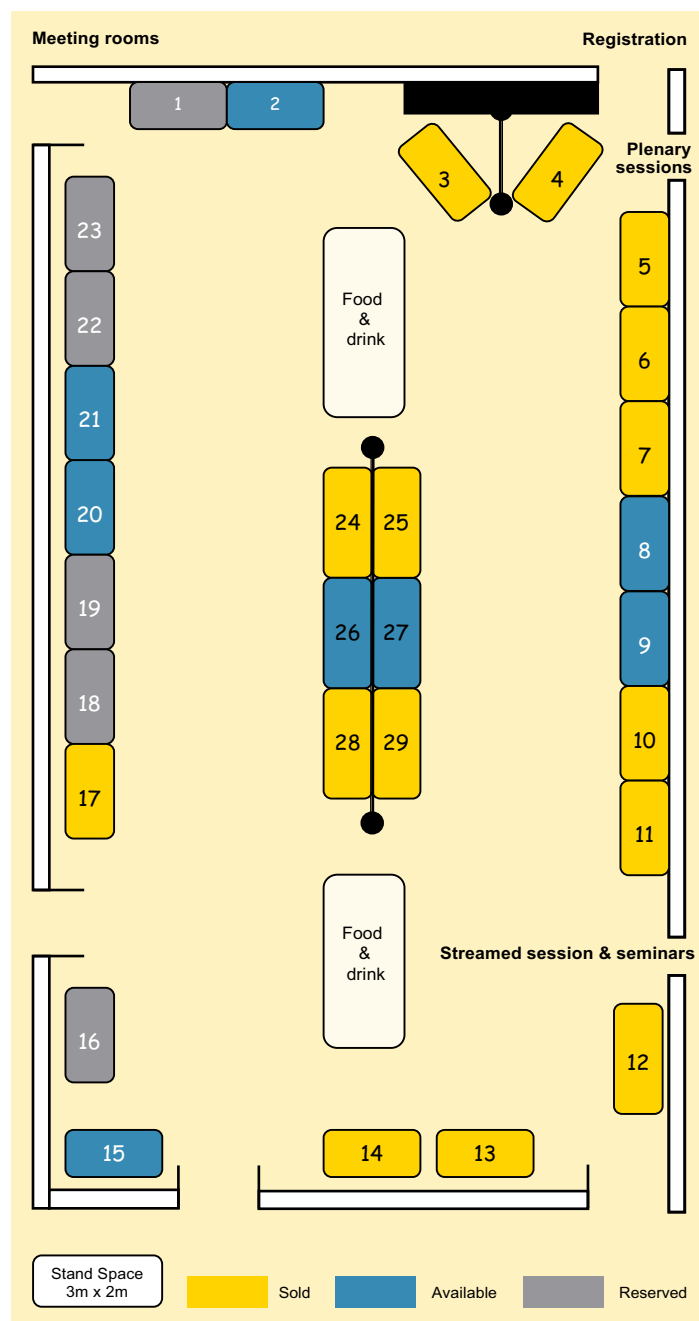 Meeting rooms
Registration
1
2
Plenary
sessions
3
4
23
5
22
Food
&
drink
6
21
7
20
24
25
8
19
26
27
9
18
28
29
10
17
11
Food
&
drink
Streamed session & seminars
16
12
15
14
13
Stand Space
3m x 2m
Sold
Available
Reserved